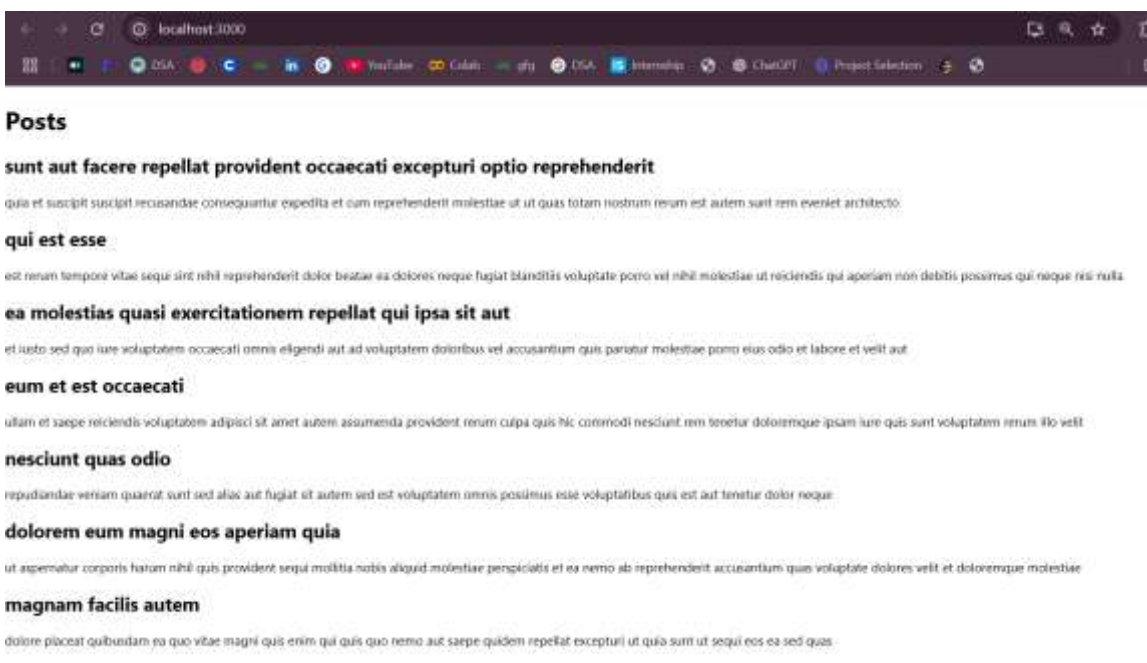 localhost:3000
DSA YouTube Colab gfg DSA Internship ChatGPT Project Selection
Posts
sunt aut facere repellat provident occaecati excepturi optio reprehenderit
quia et suscipit suscipit recusandae consequuntur expedita et cum reprehenderit molestiae ut ut quas totam nostrum rerum est autem sunt rem eveniet architecto
qui est esse
est rerum tempore vitae sequi sint nihil reprehenderit dolor beatae ea dolores neque fugiat blanditiis voluptate porro vel nihil molestiae ut reiciendis qui aperiam non debitis possimus qui neque nisi nulla
ea molestias quasi exercitationem repellat qui ipsa sit aut
et iusto sed quo iure voluptatem occaecati omnis eligendi aut ad voluptatem doloribus vel accusantium quis pariatur molestiae porro eius odio et labore et velit aut
eum et est occaecati
ullam et saepe reiciendis voluptatem adipisci sit amet autem assumenda provident rerum culpa quis hic commodi nesciunt rem tenetur doloremque ipsam iure quis sunt voluptatem rerum illo velit
nesciunt quas odio
repudiandae veniam quaerat sunt sed alias aut fugiat sit autem sed est voluptatem omnis possimus esse voluptatibus quis est aut tenetur dolor neque
dolorem eum magni eos aperiam quia
ut aspernatur corporis harum nihil quis provident sequi mollitia nobis aliquid molestiae perspiciatis et ea nemo ab reprehenderit accusantium quas voluptate dolores velit et doloremque molestiae
magnam facilis autem
dolore placeat quibusdam ea quo vitae magni quis enim qui quis quo nemo aut saepe quidem repellat excepturi ut quia sunt ut sequi eos ea sed quas